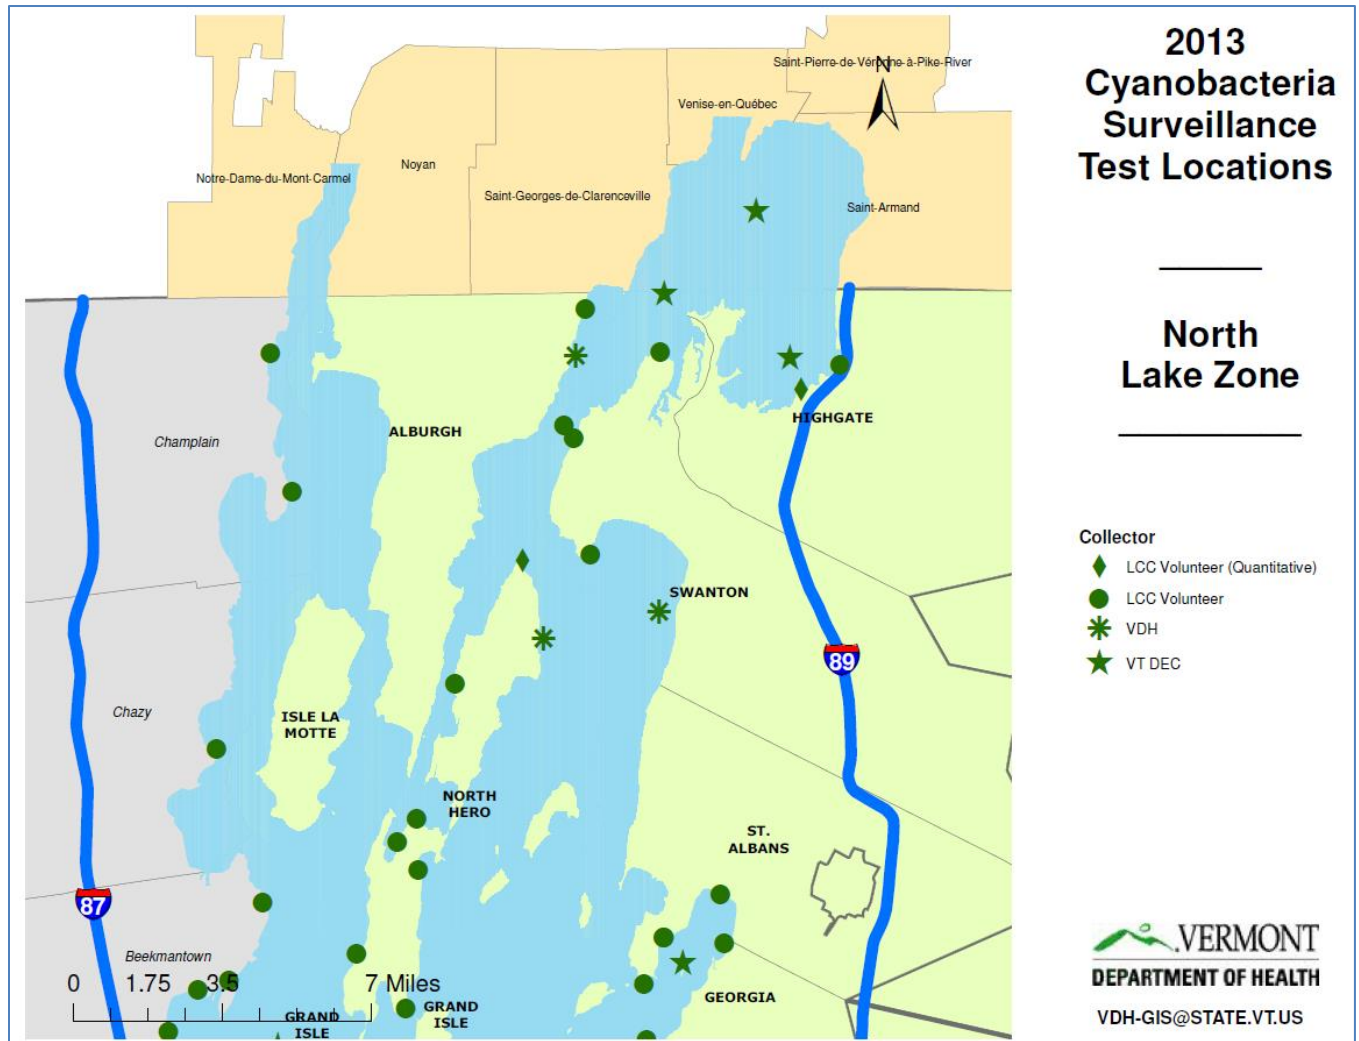 2013
Cyanobacteria
Surveillance
Test Locations
North
Lake Zone
Collector
LCC Volunteer (Quantitative)
LCC Volunteer
VDH
VT DEC
VERMONT
DEPARTMENT OF HEALTH
VDH-GIS@STATE.VT.US
Saint-Pierre-de-Véronne-à-Pike-River
N
Venise-en-Québec
Noyan
Notre-Dame-du-Mont-Carmel
Saint-Georges-de-Clarenceville
Saint-Armand
HIGHGATE
ALBURGH
Champlain
SWANTON
89
Chazy
ISLE LA
MOTTE
NORTH
HERO
ST.
ALBANS
87
Beekmantown
0 1.75 3.5 7 Miles
GEORGIA
GRAND
ISLE
GRAND
ISLE